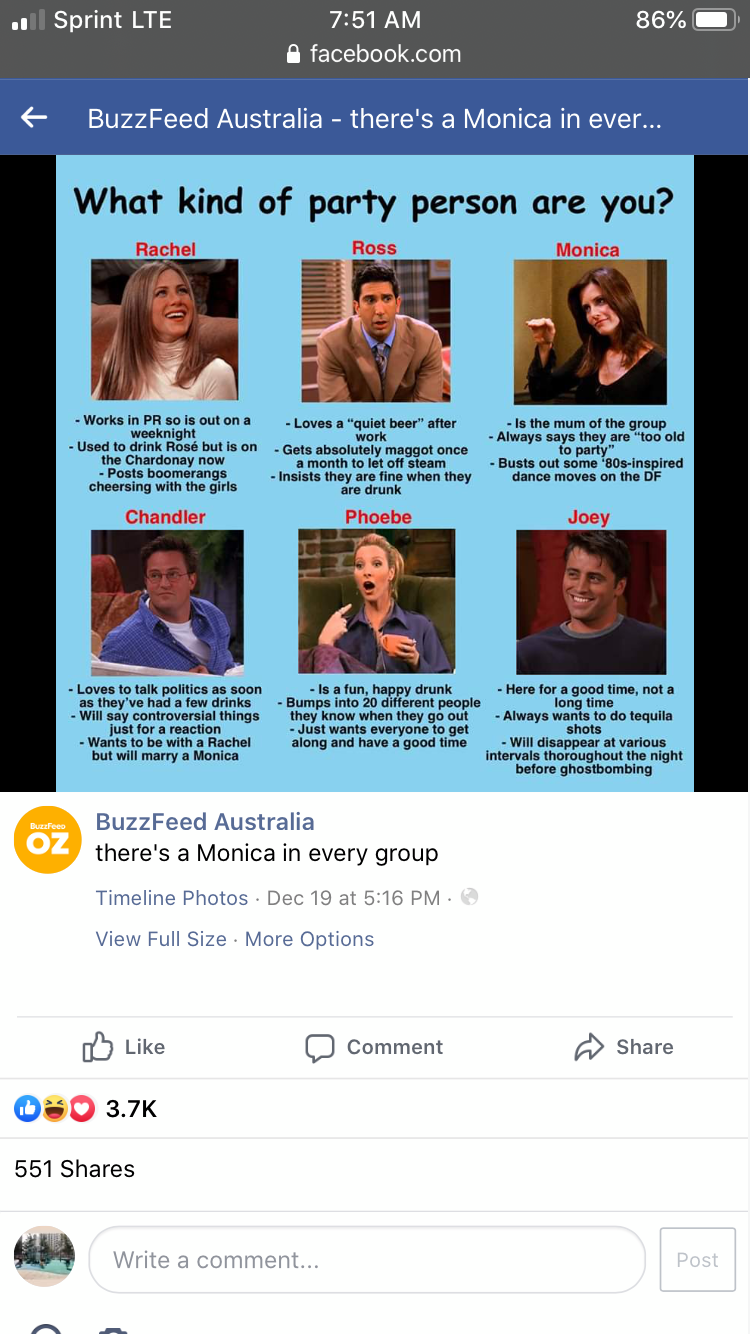 Sprint LTE 7:51 AM 86%
facebook.com
BuzzFeed Australia - there's a Monica in ever...
What kind of party person are you?
Rachel
Ross
Monica
- Works in PR so is out on a
weeknight
- Used to drink Rosé but is on
the Chardonay now
- Posts boomerangs
cheersing with the girls
- Loves a “quiet beer” after
work
- Gets absolutely maggot once
a month to let off steam
- Insists they are fine when they
are drunk
- Is the mum of the group
- Always says they are “too old
to party”
- Busts out some ’80s-inspired
dance moves on the DF
Chandler
Phoebe
Joey
- Loves to talk politics as soon
as they’ve had a few drinks
- Will say controversial things
just for a reaction
- Wants to be with a Rachel
but will marry a Monica
- Is a fun, happy drunk
- Bumps into 20 different people
they know when they go out
- Just wants everyone to get
along and have a good time
- Here for a good time, not a
long time
- Always wants to do tequila
shots
- Will disappear at various
intervals thoroughout the night
before ghostbombing
BuzzFeed
OZ
BuzzFeed Australia
there's a Monica in every group
Timeline Photos · Dec 19 at 5:16 PM ·
View Full Size · More Options
Like Comment Share
3.7K
551 Shares
Write a comment... Post